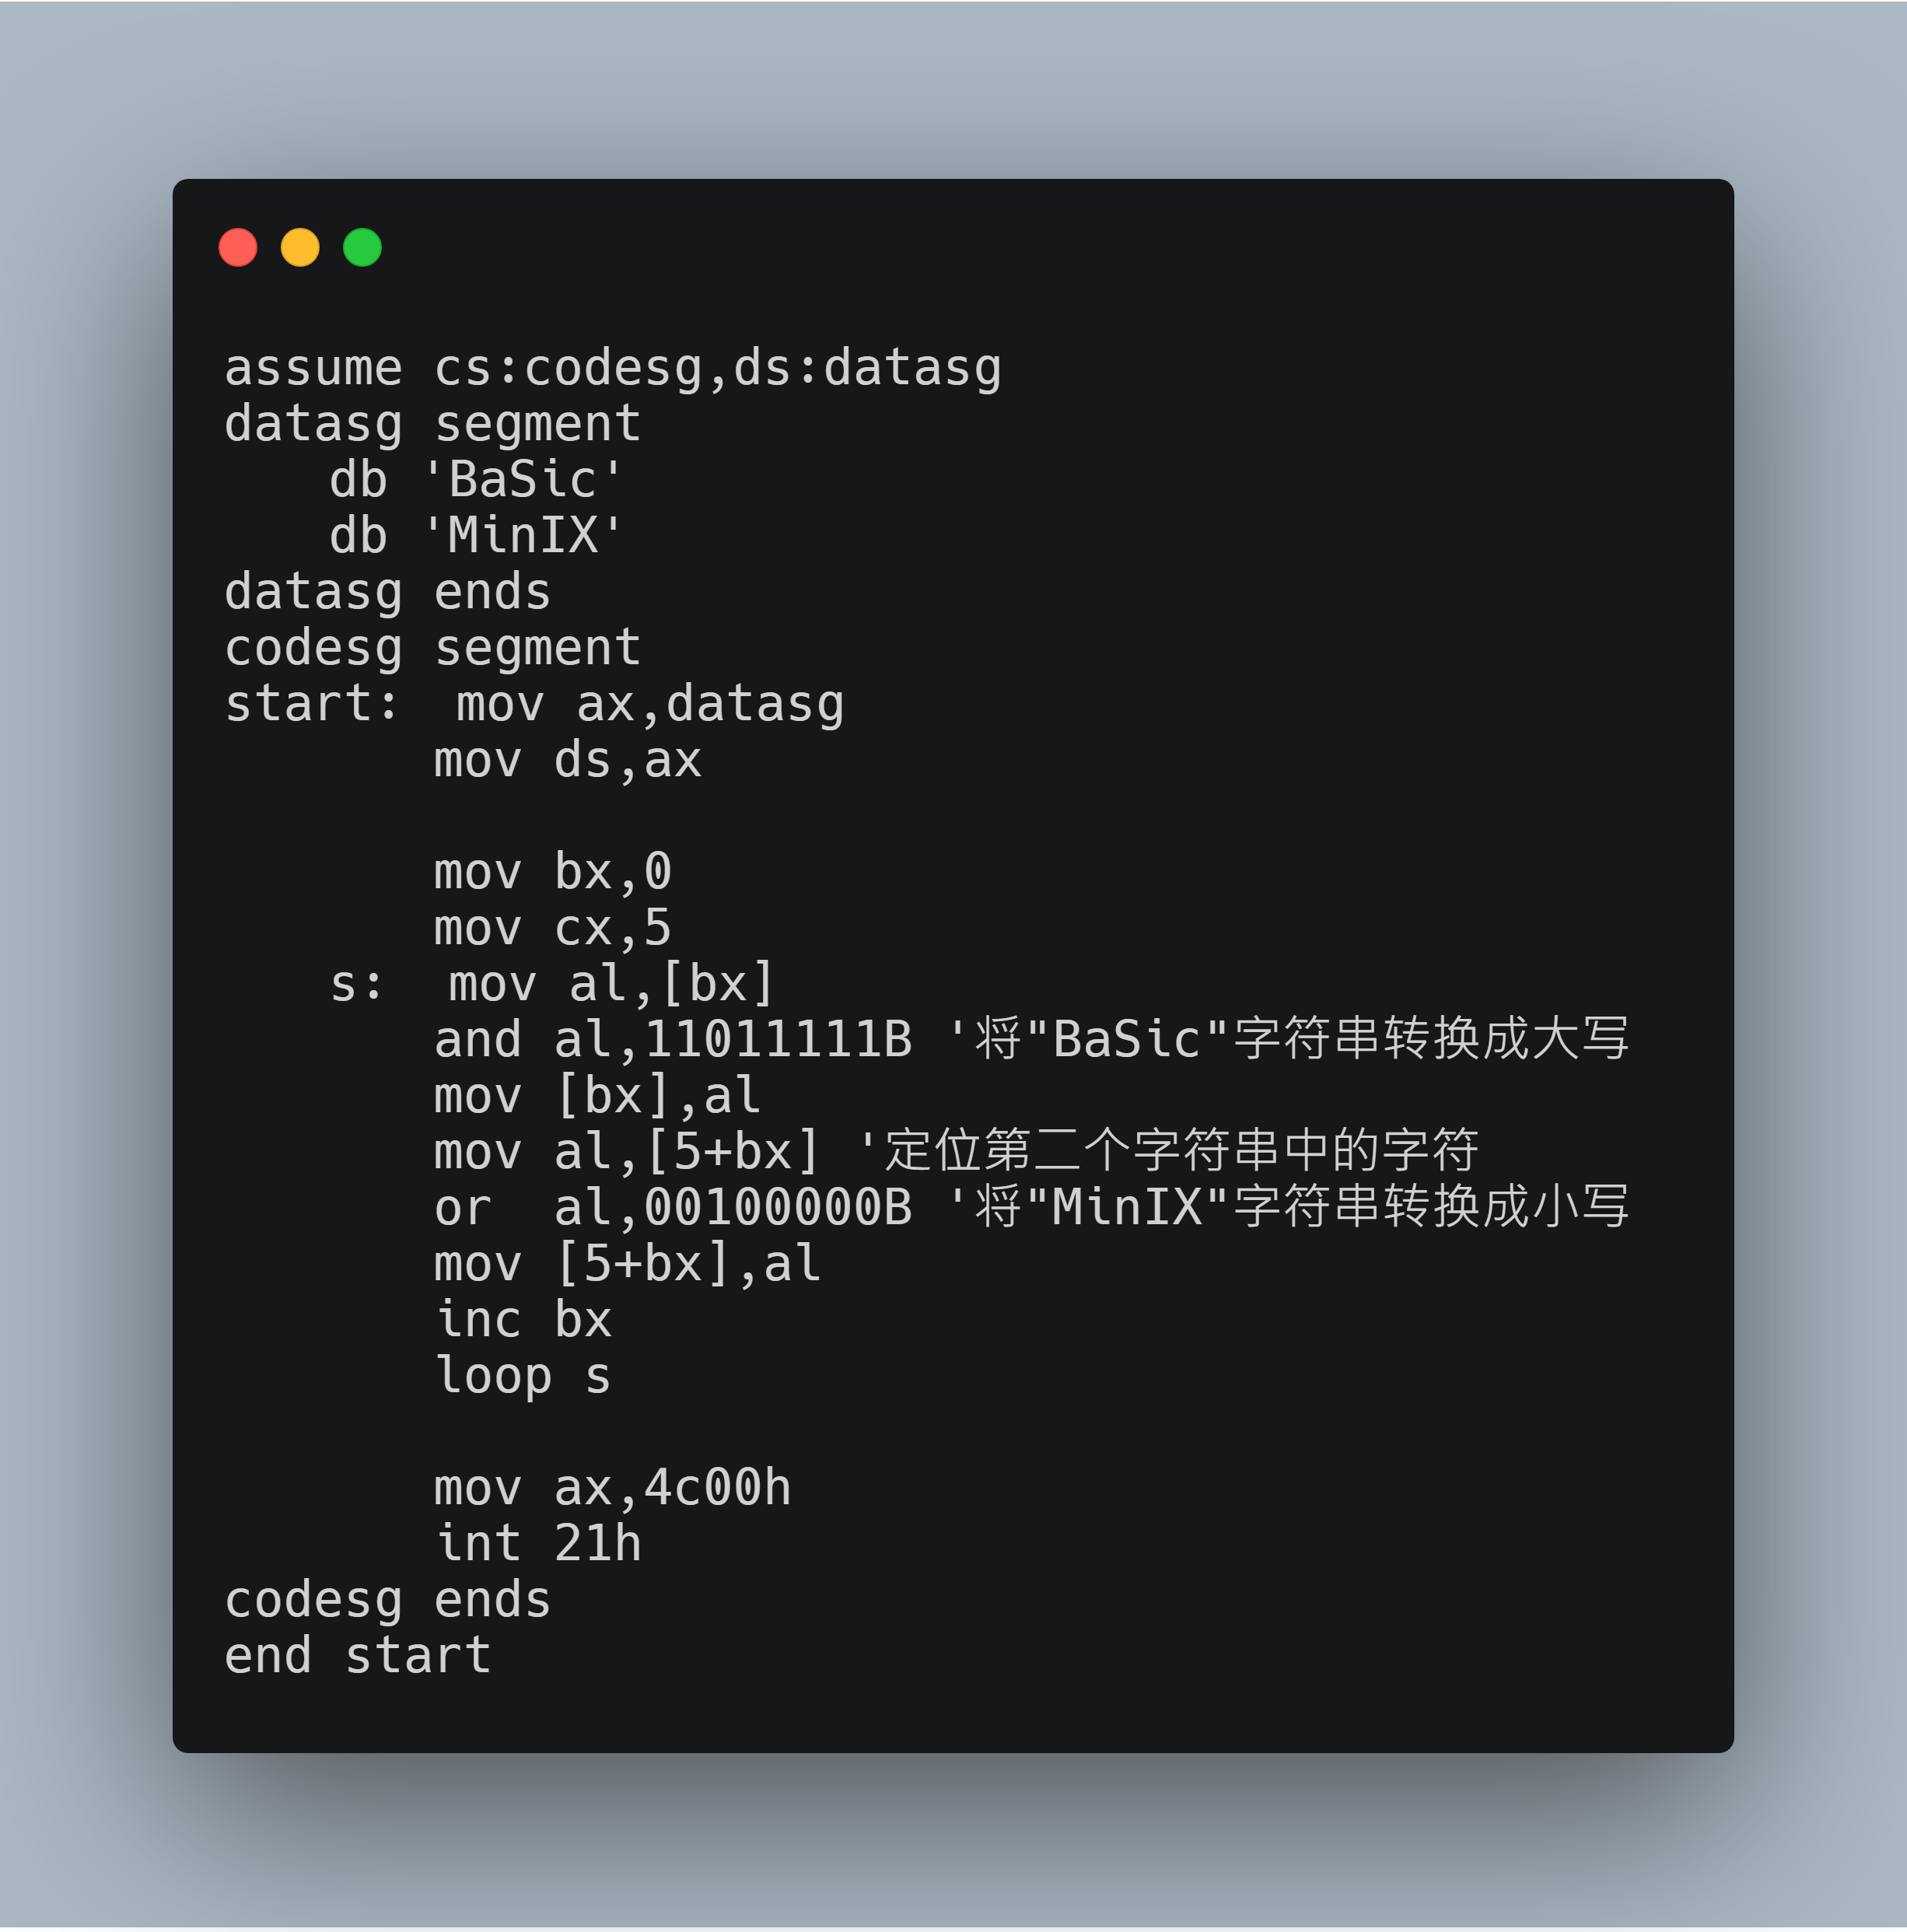 assume cs:codesg,ds:datasg
datasg segment
    db 'BaSic'
    db 'MinIX'
datasg ends
codesg segment
start:  mov ax,datasg
        mov ds,ax

        mov bx,0
        mov cx,5
    s:  mov al,[bx]
        and al,11011111B '将"BaSic"字符串转换成大写
        mov [bx],al
        mov al,[5+bx] '定位第二个字符串中的字符
        or  al,00100000B '将"MinIX"字符串转换成小写
        mov [5+bx],al
        inc bx
        loop s

        mov ax,4c00h
        int 21h
codesg ends
end start